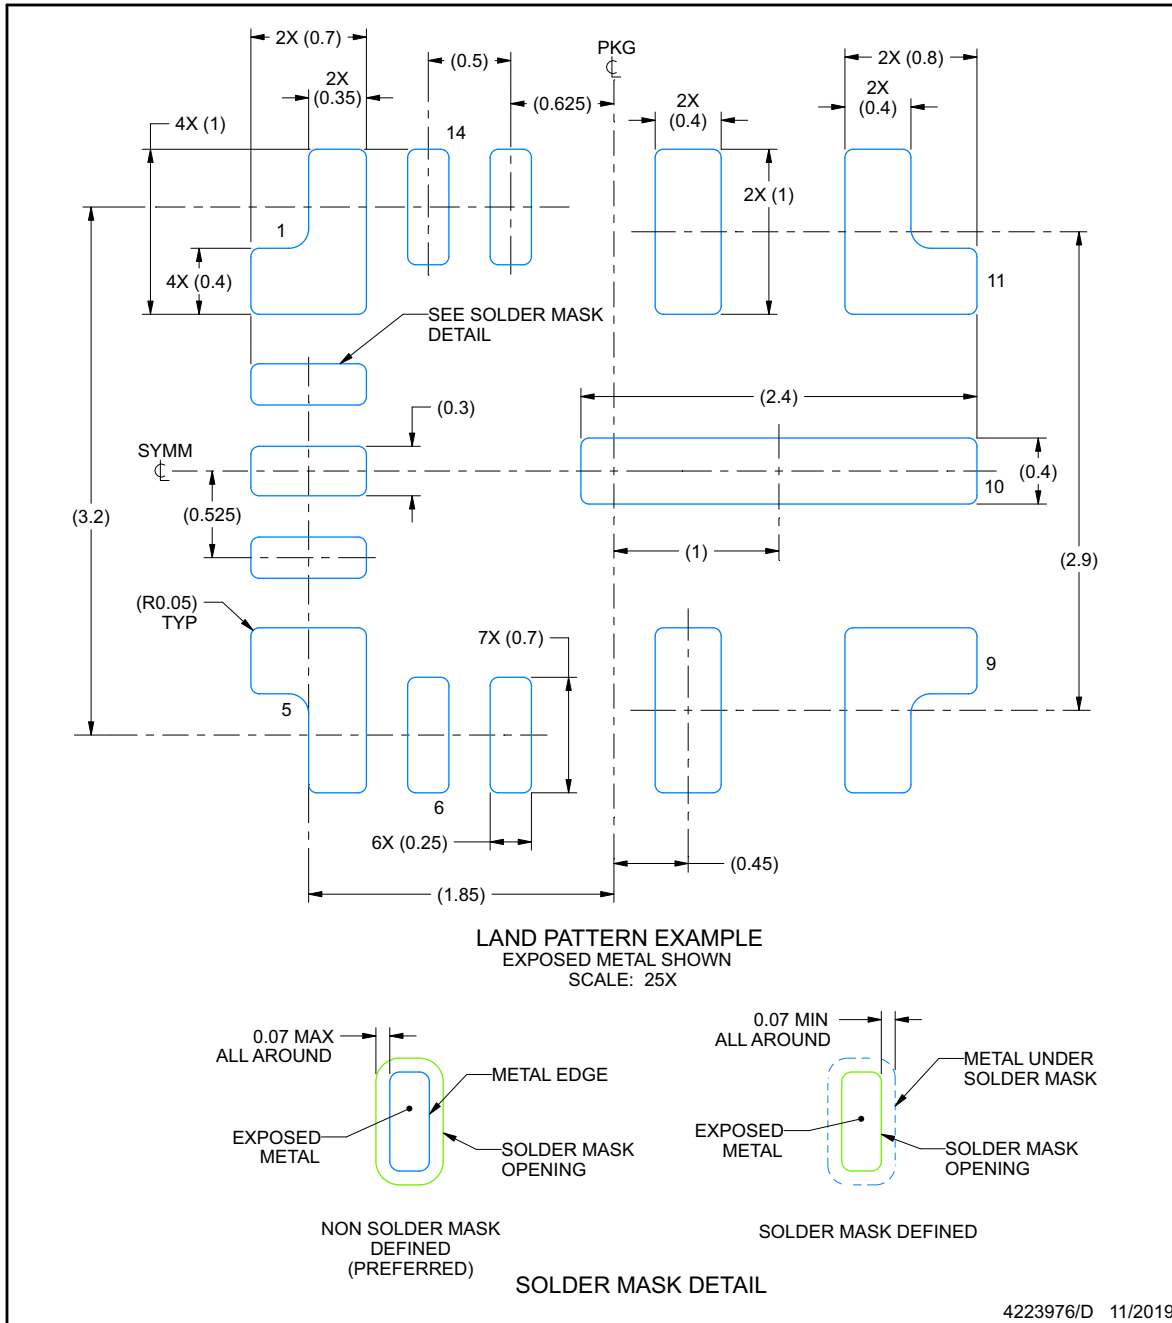 2X (0.7)
(0.5)
PKG
℄
2X (0.8)
2X
(0.35)
(0.625)
2X
(0.4)
2X
(0.4)
4X (1)
14
2X (1)
1
4X (0.4)
11
SEE SOLDER MASK
DETAIL
(2.4)
(0.3)
SYMM
℄
(0.4)
10
(3.2)
(0.525)
(1)
(2.9)
(R0.05)
TYP
7X (0.7)
9
5
6
6X (0.25)
(0.45)
(1.85)
LAND PATTERN EXAMPLE
EXPOSED METAL SHOWN
SCALE: 25X
0.07 MAX
ALL AROUND
METAL EDGE
EXPOSED
METAL
SOLDER MASK
OPENING
NON SOLDER MASK
DEFINED
(PREFERRED)
0.07 MIN
ALL AROUND
METAL UNDER
SOLDER MASK
EXPOSED
METAL
SOLDER MASK
OPENING
SOLDER MASK DEFINED
SOLDER MASK DETAIL
4223976/D 11/2019